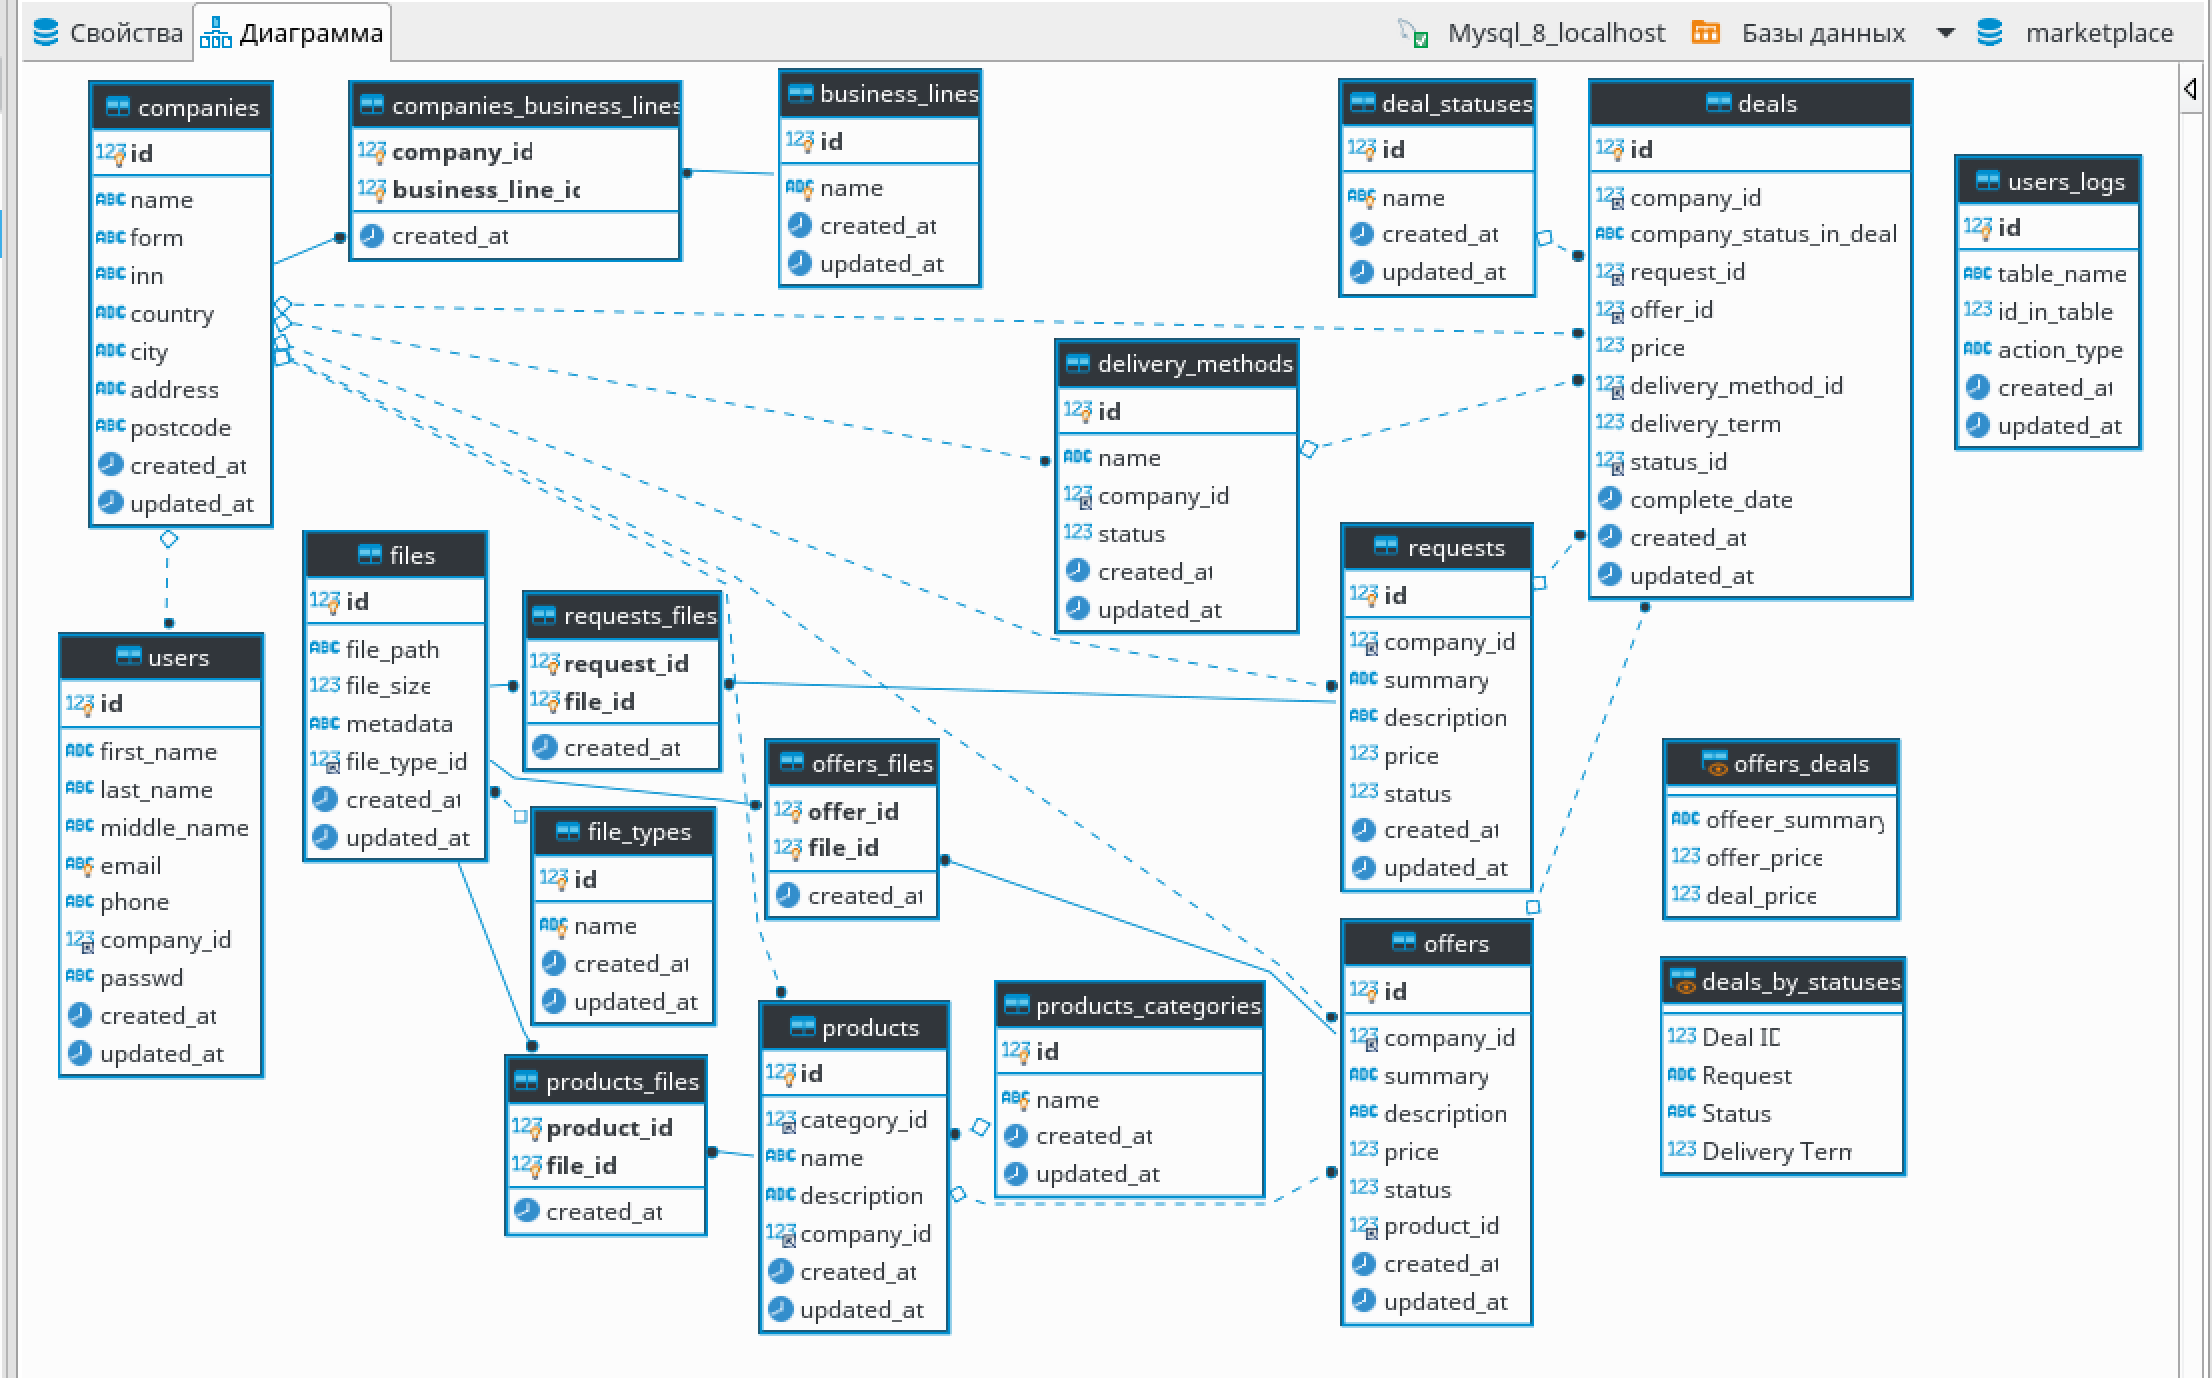 Свойства
Диаграмма
Mysql_8_localhost
Базы данных
marketplace
companies
id
name
form
inn
country
city
address
postcode
created_at
updated_at
companies_business_lines
company_id
business_line_id
created_at
business_lines
id
name
created_at
updated_at
deal_statuses
id
name
created_at
updated_at
deals
id
company_id
company_status_in_deal
request_id
offer_id
price
delivery_method_id
delivery_term
status_id
complete_date
created_at
updated_at
users_logs
id
table_name
id_in_table
action_type
created_at
updated_at
delivery_methods
id
name
company_id
status
created_at
updated_at
files
id
file_path
file_size
metadata
file_type_id
created_at
updated_at
requests_files
request_id
file_id
created_at
requests
id
company_id
summary
description
price
status
created_at
updated_at
users
id
first_name
last_name
middle_name
email
phone
company_id
passwd
created_at
updated_at
offers_files
offer_id
file_id
created_at
file_types
id
name
created_at
updated_at
offers_deals
offeer_summary
offer_price
deal_price
offers
id
company_id
summary
description
price
status
product_id
created_at
updated_at
deals_by_statuses
Deal ID
Request
Status
Delivery Term
products_categories
id
name
created_at
updated_at
products
id
category_id
name
description
company_id
created_at
updated_at
products_files
product_id
file_id
created_at